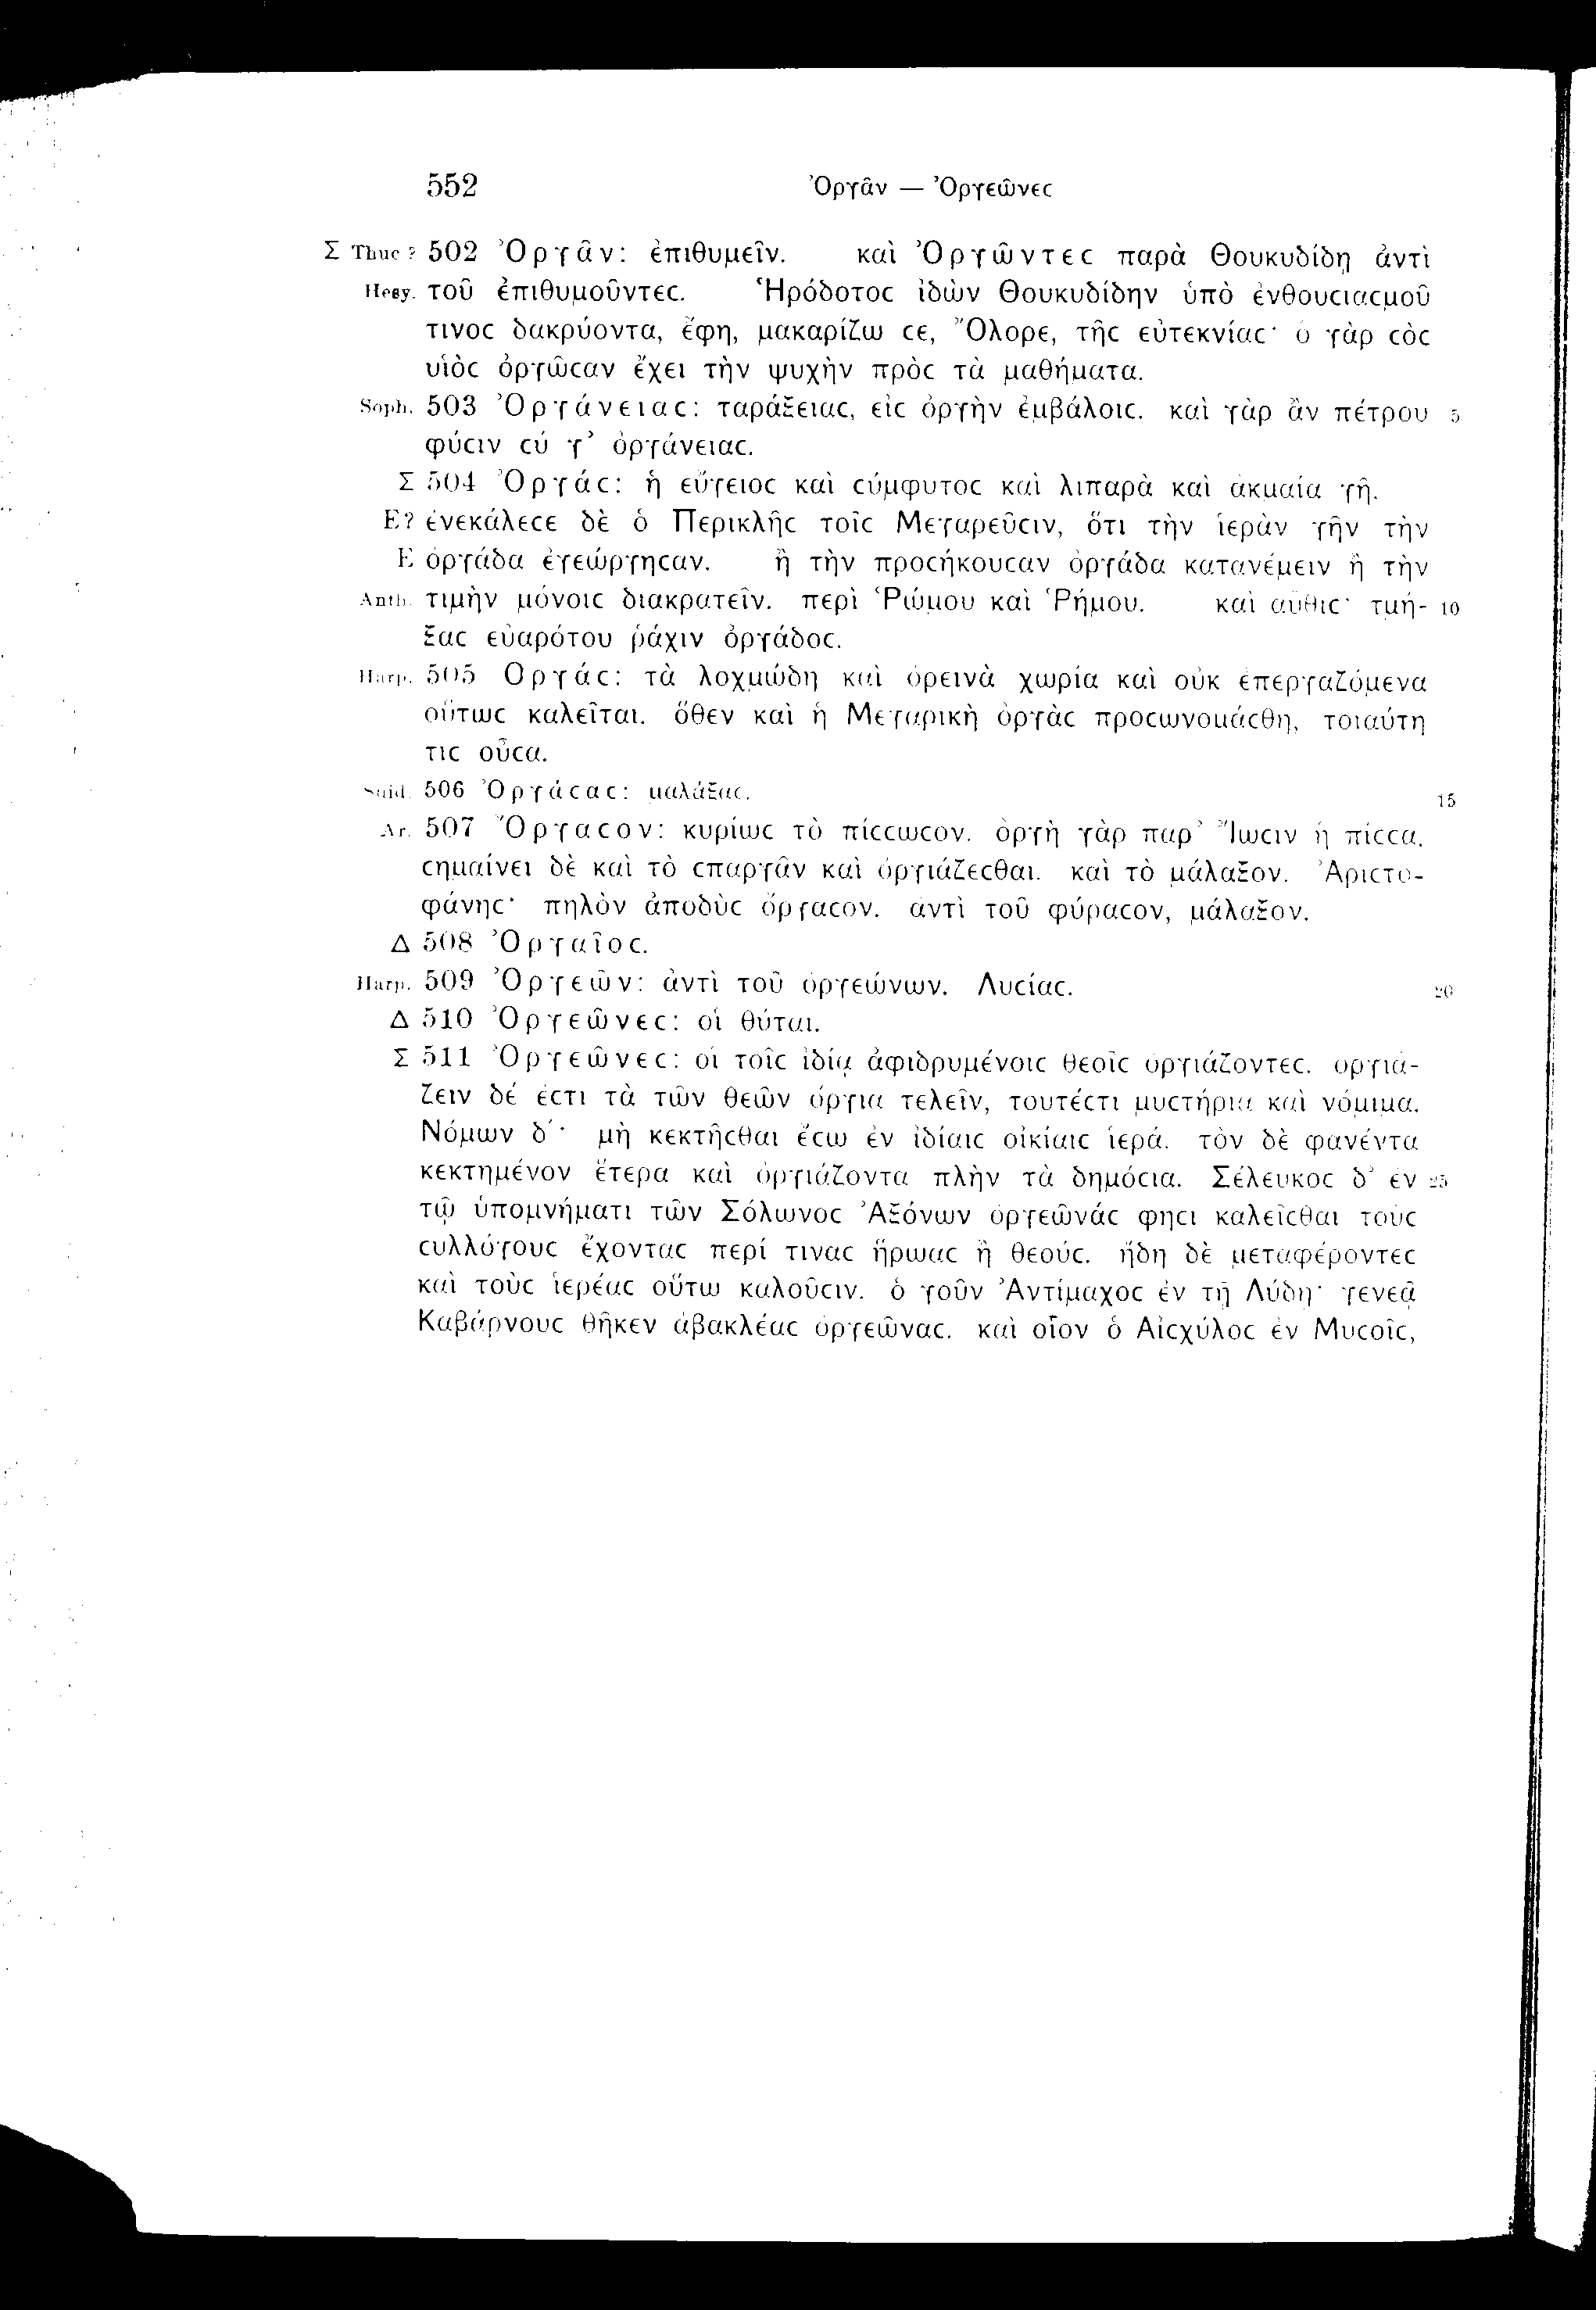 552 Ὀργᾶν — Ὀργεῶνεϲ
Σ Thuc ? 502 Ὀργᾶν: ἐπιθυμεῖν. καὶ Ὀργῶντεϲ παρὰ Θουκυδίδῃ ἀντὶ
Hesy. τοῦ ἐπιθυμοῦντεϲ. Ἡρόδοτοϲ ἰδὼν Θουκυδίδην ὑπὸ ἐνθουϲιαϲμοῦ
τινοϲ δακρύοντα, ἔφη, μακαρίζω ϲε, Ὄλορε, τῆϲ εὐτεκνίαϲ· ὁ γὰρ ϲὸϲ
υἱὸϲ ὀργῶϲαν ἔχει τὴν ψυχὴν πρὸϲ τὰ μαθήματα.
Soph. 503 Ὀργάνειαϲ: ταράξειαϲ, εἰϲ ὀργὴν ἐμβάλοιϲ. καὶ γὰρ ἂν πέτρου 5
φύϲιν ϲύ γ’ ὀργάνειαϲ.
Σ 504 Ὀργάϲ: ἡ εὔγειοϲ καὶ ϲύμφυτοϲ καὶ λιπαρὰ καὶ ἀκμαία γῆ.
E? ἐνεκάλεϲε δὲ ὁ Περικλῆϲ τοῖϲ Μεγαρεῦϲιν, ὅτι τὴν ἱερὰν γῆν τὴν
E ὀργάδα ἐγεώργηϲαν. ἢ τὴν προϲήκουϲαν ὀργάδα κατανέμειν ἢ τὴν
Anth. τιμὴν μόνοιϲ διακρατεῖν. περὶ Ῥώμου καὶ Ῥήμου. καὶ αὖθιϲ· τμή- 10
ξαϲ εὐαρότου ῥάχιν ὀργάδοϲ.
Harp. 505 Ὀργάϲ: τὰ λοχμώδη καὶ ὀρεινὰ χωρία καὶ οὐκ ἐπεργαζόμενα
οὕτωϲ καλεῖται. ὅθεν καὶ ἡ Μεγαρικὴ ὀργὰϲ προϲωνομάϲθη, τοιαύτη
τιϲ οὖϲα.
Suid. 506 Ὀργάϲαϲ: μαλάξαϲ. 15
Ar. 507 Ὄργαϲον: κυρίωϲ τὸ πίϲϲωϲον. ὀργὴ γὰρ παρ’ Ἴωϲιν ἡ πίϲϲα.
ϲημαίνει δὲ καὶ τὸ ϲπαργᾶν καὶ ὀργιάζεϲθαι. καὶ τὸ μάλαξον. Ἀριϲτο-
φάνηϲ· πηλὸν ἀποδὺϲ ὄργαϲον. ἀντὶ τοῦ φύραϲον, μάλαξον.
Δ 508 Ὀργαῖοϲ.
Harp. 509 Ὀργεῶν: ἀντὶ τοῦ ὀργεώνων. Λυϲίαϲ. 20
Δ 510 Ὀργεῶνεϲ: οἱ θύται.
Σ 511 Ὀργεῶνεϲ: οἱ τοῖϲ ἰδίᾳ ἀφιδρυμένοιϲ θεοῖϲ ὀργιάζοντεϲ. ὀργιά-
ζειν δέ ἐϲτι τὰ τῶν θεῶν ὄργια τελεῖν, τουτέϲτι μυϲτήρια καὶ νόμιμα.
Νόμων δ΄· μὴ κεκτῆϲθαι ἔϲω ἐν ἰδίαιϲ οἰκίαιϲ ἱερά. τὸν δὲ φανέντα
κεκτημένον ἕτερα καὶ ὀργιάζοντα πλὴν τὰ δημόϲια. Σέλευκοϲ δ’ ἐν 25
τῷ ὑπομνήματι τῶν Σόλωνοϲ Ἀξόνων ὀργεῶνάϲ φηϲι καλεῖϲθαι τοὺϲ
ϲυλλόγουϲ ἔχονταϲ περί τιναϲ ἥρωαϲ ἢ θεούϲ. ἤδη δὲ μεταφέροντεϲ
καὶ τοὺϲ ἱερέαϲ οὕτω καλοῦϲιν. ὁ γοῦν Ἀντίμαχοϲ ἐν τῇ Λύδῃ· γενεᾷ
Καβάρνουϲ θῆκεν ἀβακλέαϲ ὀργεῶναϲ. καὶ οἷον ὁ Αἰϲχύλοϲ ἐν Μυϲοῖϲ,